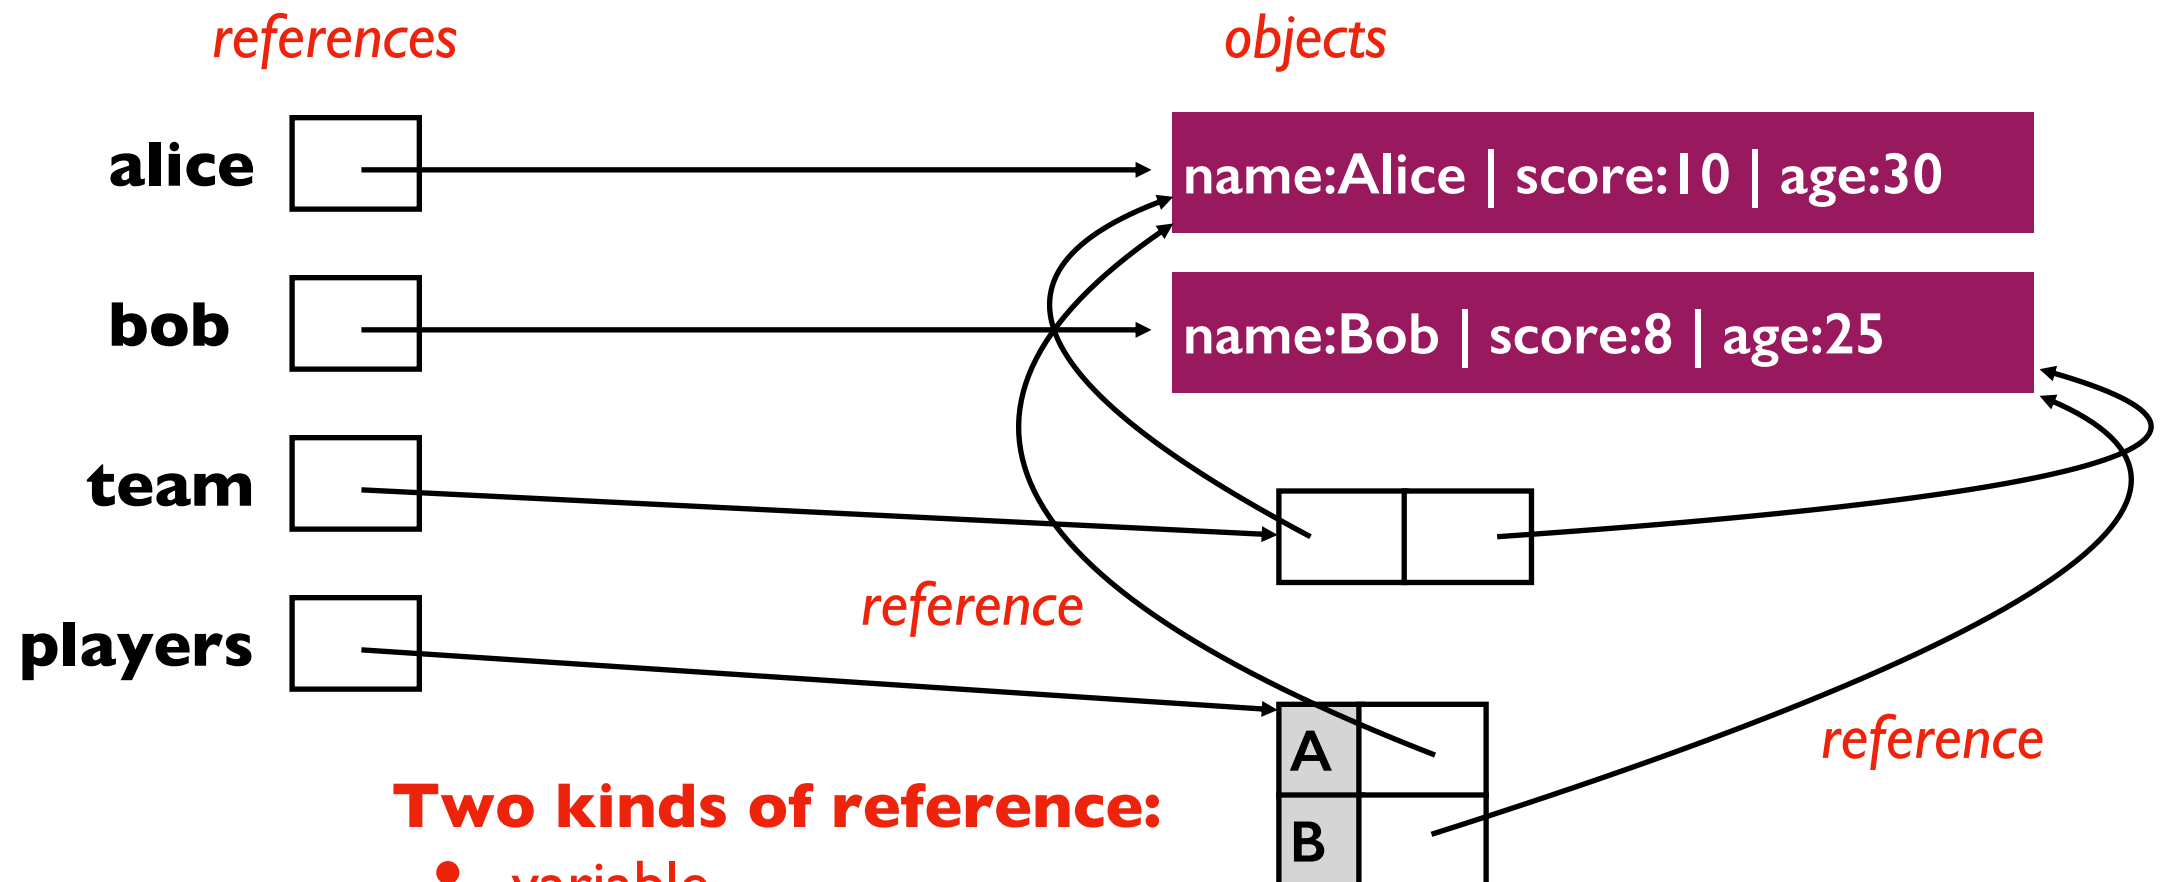 references
objects
alice
name:Alice | score:10 | age:30
bob
name:Bob | score:8 | age:25
team
reference
players
reference
A
Two kinds of reference:
B
• variable